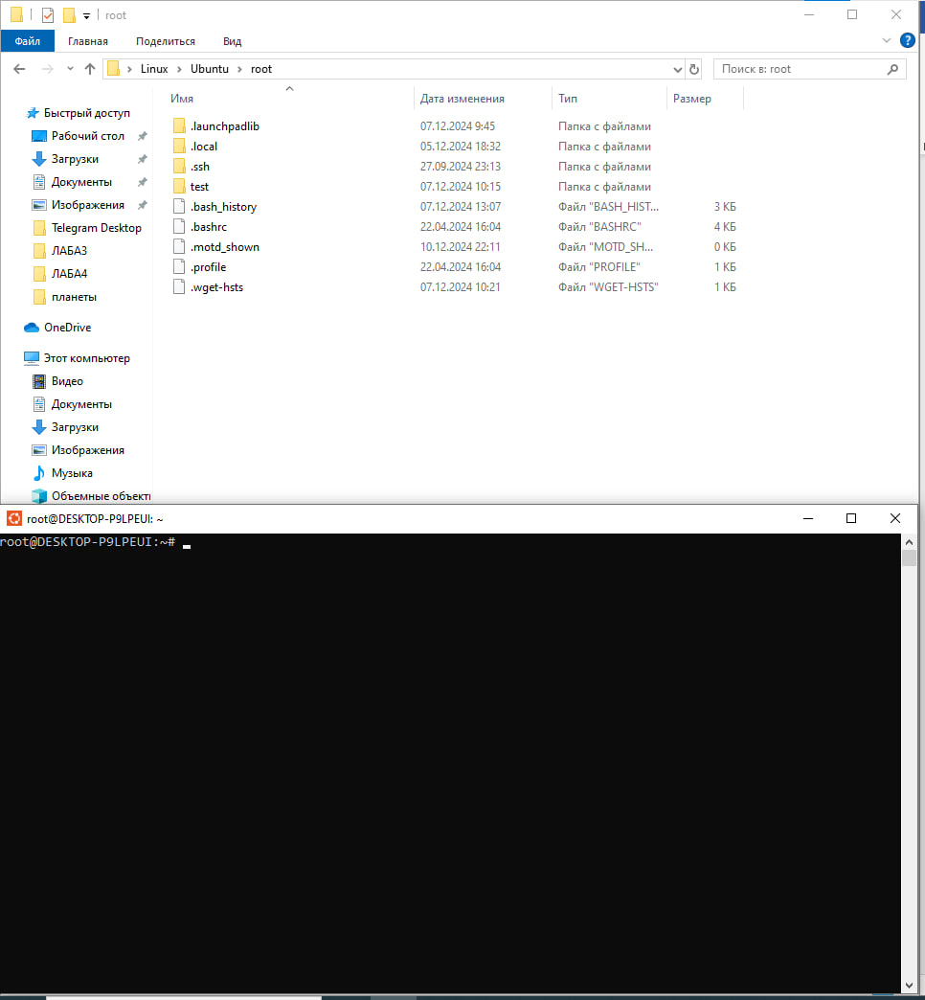 root
Файл Главная Поделиться Вид
Linux Ubuntu root Поиск в: root
Имя Дата изменения Тип Размер
Быстрый доступ
Рабочий стол
Загрузки
Документы
Изображения
Telegram Desktop
ЛАБА3
ЛАБА4
планеты
OneDrive
Этот компьютер
Видео
Документы
Загрузки
Изображения
Музыка
Объемные объекти
.launchpadlib 07.12.2024 9:45 Папка с файлами
.local 05.12.2024 18:32 Папка с файлами
.ssh 27.09.2024 23:13 Папка с файлами
test 07.12.2024 10:15 Папка с файлами
.bash_history 07.12.2024 13:07 Файл "BASH_HIST... 3 КБ
.bashrc 22.04.2024 16:04 Файл "BASHRC" 4 КБ
.motd_shown 10.12.2024 22:11 Файл "MOTD_SH... 0 КБ
.profile 22.04.2024 16:04 Файл "PROFILE" 1 КБ
.wget-hsts 07.12.2024 10:21 Файл "WGET-HSTS" 1 КБ
root@DESKTOP-P9LPEUI: ~
root@DESKTOP-P9LPEUI:~#